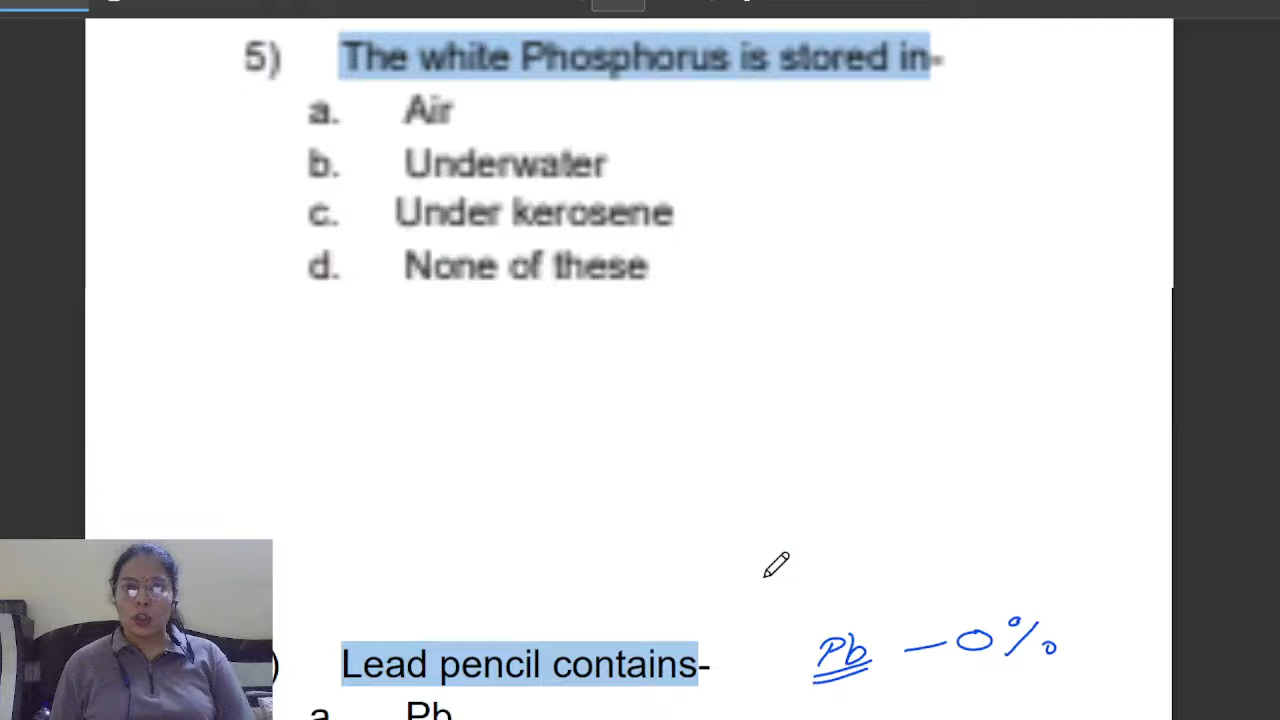 5) The white Phosphorus is stored in-
a. Air
b. Underwater
c. Under kerosene
d. None of these
) Lead pencil contains-
Pb — 0%
a. Pb